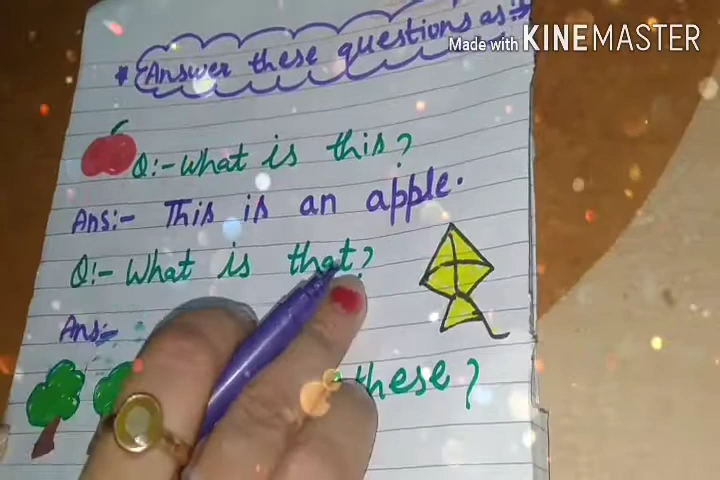 * Answer these questions as :-
Made with KINEMASTER
Q:- What is this?
Ans:- This is an apple.
Q:- What is that?
Ans:-
these?